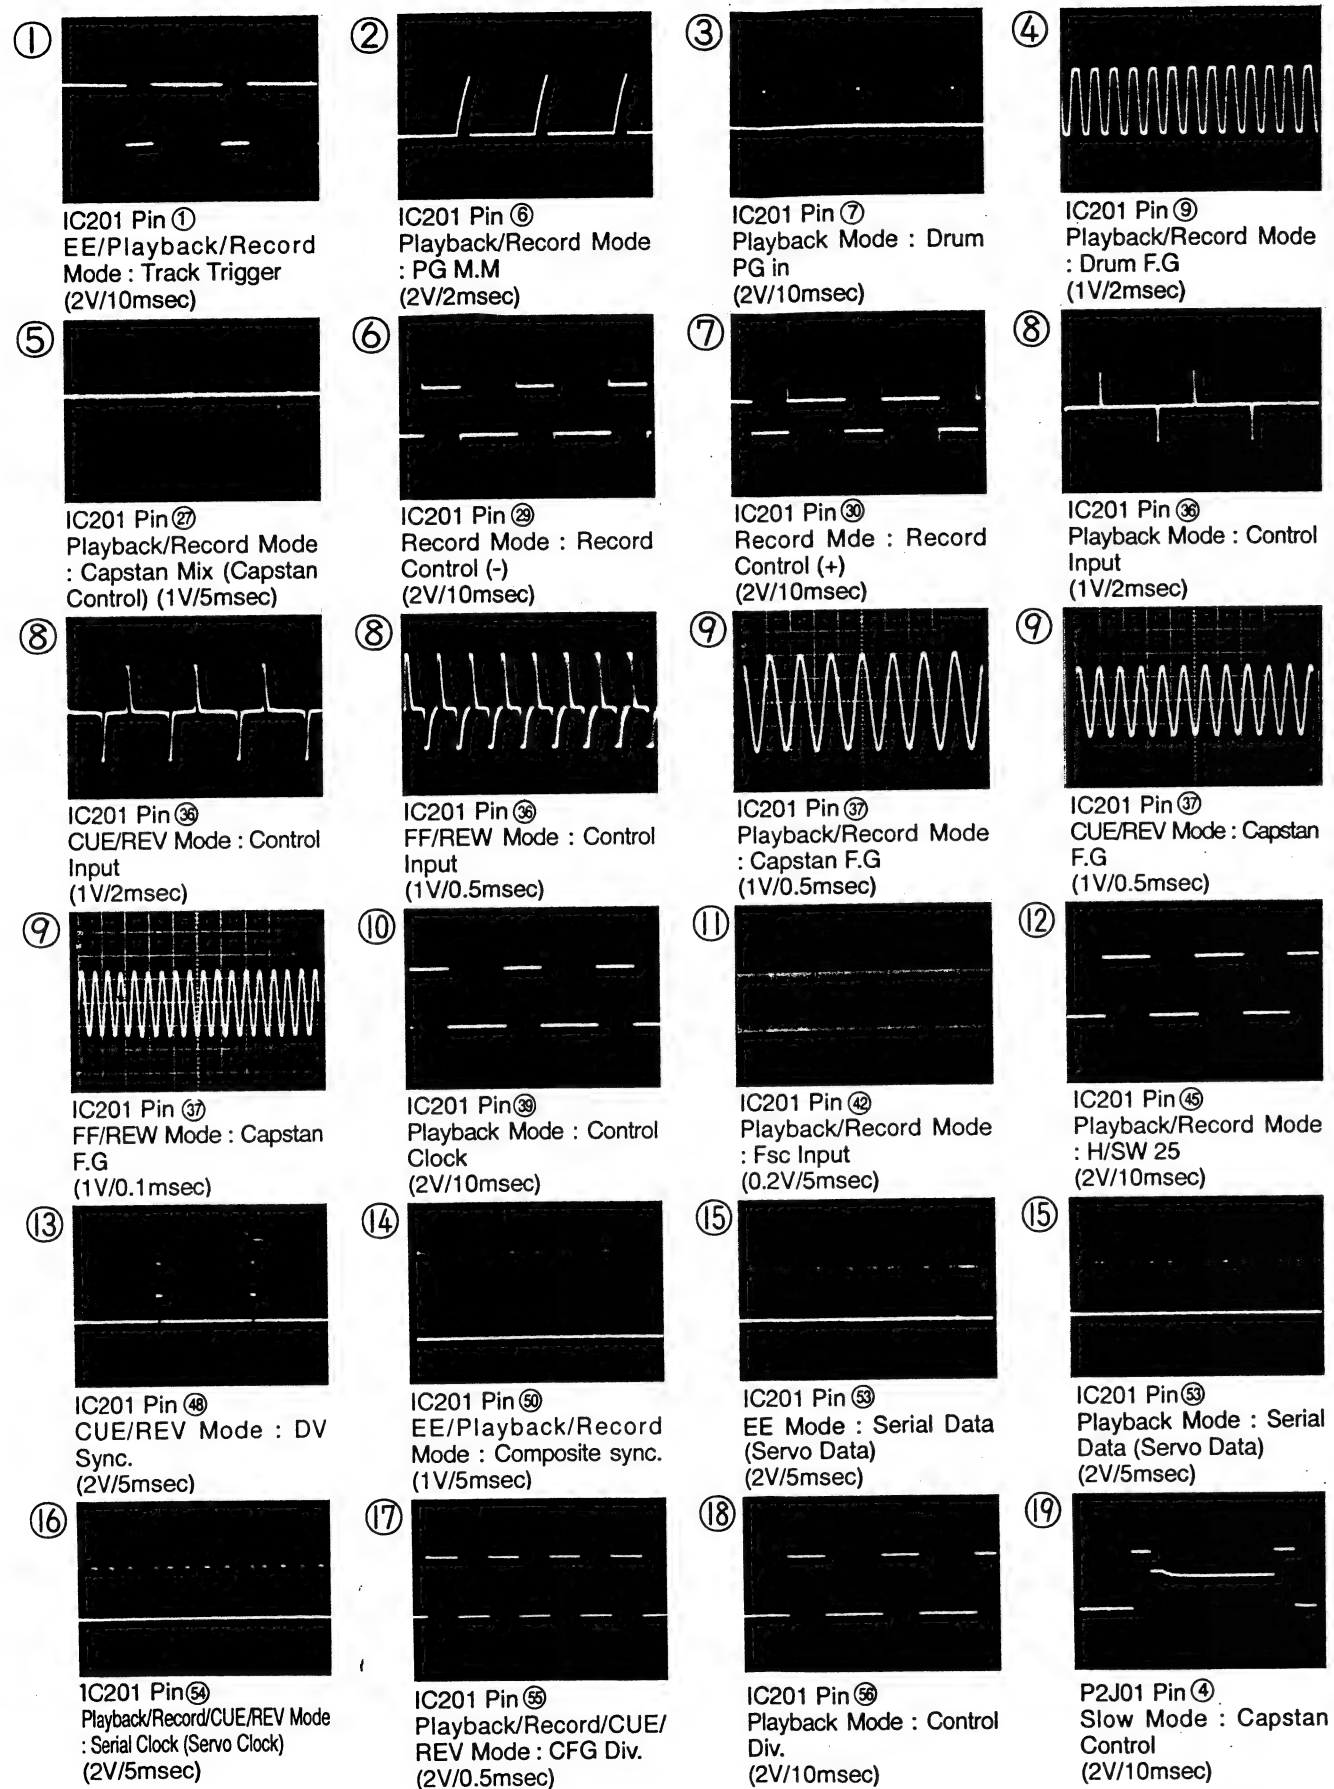 ①
IC201 Pin ①
EE/Playback/Record
Mode : Track Trigger
(2V/10msec)
②
IC201 Pin ⑥
Playback/Record Mode
: PG M.M
(2V/2msec)
③
IC201 Pin ⑦
Playback Mode : Drum
PG in
(2V/10msec)
④
IC201 Pin ⑨
Playback/Record Mode
: Drum F.G
(1V/2msec)
⑤
IC201 Pin ㉗
Playback/Record Mode
: Capstan Mix (Capstan
Control) (1V/5msec)
⑥
IC201 Pin ㉙
Record Mode : Record
Control (-)
(2V/10msec)
⑦
IC201 Pin ㉚
Record Mde : Record
Control (+)
(2V/10msec)
⑧
IC201 Pin ㊱
Playback Mode : Control
Input
(1V/2msec)
⑧
IC201 Pin ㊱
CUE/REV Mode : Control
Input
(1V/2msec)
⑧
IC201 Pin ㊱
FF/REW Mode : Control
Input
(1V/0.5msec)
⑨
IC201 Pin ㊲
Playback/Record Mode
: Capstan F.G
(1V/0.5msec)
⑨
IC201 Pin ㊲
CUE/REV Mode : Capstan
F.G
(1V/0.5msec)
⑨
IC201 Pin ㊲
FF/REW Mode : Capstan
F.G
(1V/0.1msec)
⑩
IC201 Pin ㊴
Playback Mode : Control
Clock
(2V/10msec)
⑪
IC201 Pin ㊷
Playback/Record Mode
: Fsc Input
(0.2V/5msec)
⑫
IC201 Pin ㊺
Playback/Record Mode
: H/SW 25
(2V/10msec)
⑬
IC201 Pin ㊽
CUE/REV Mode : DV
Sync.
(2V/5msec)
⑭
IC201 Pin ㊿
EE/Playback/Record
Mode : Composite sync.
(1V/5msec)
⑮
IC201 Pin 53
EE Mode : Serial Data
(Servo Data)
(2V/5msec)
⑮
IC201 Pin 53
Playback Mode : Serial
Data (Servo Data)
(2V/5msec)
⑯
1C201 Pin 54
Playback/Record/CUE/REV Mode
: Serial Clock (Servo Clock)
(2V/5msec)
⑰
IC201 Pin 55
Playback/Record/CUE/
REV Mode : CFG Div.
(2V/0.5msec)
⑱
IC201 Pin 56
Playback Mode : Control
Div.
(2V/10msec)
⑲
P2J01 Pin ④
Slow Mode : Capstan
Control
(2V/10msec)